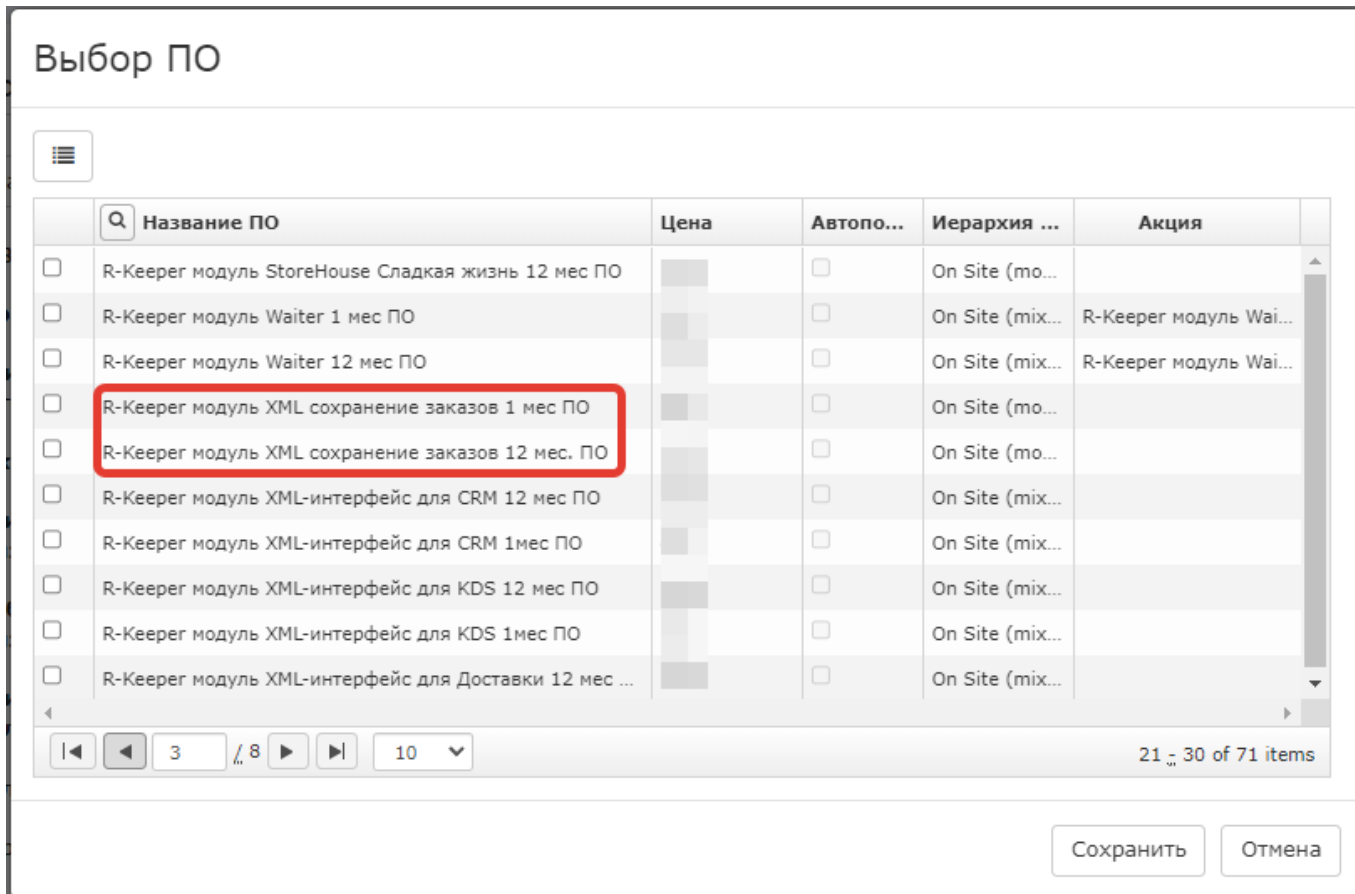 Выбор ПО
Название ПО Цена Автопо... Иерархия ... Акция
R-Keeper модуль StoreHouse Сладкая жизнь 12 мес ПО On Site (mo...
R-Keeper модуль Waiter 1 мес ПО On Site (mix... R-Keeper модуль Wai...
R-Keeper модуль Waiter 12 мес ПО On Site (mix... R-Keeper модуль Wai...
R-Keeper модуль XML сохранение заказов 1 мес ПО On Site (mo...
R-Keeper модуль XML сохранение заказов 12 мес. ПО On Site (mo...
R-Keeper модуль XML-интерфейс для CRM 12 мес ПО On Site (mix...
R-Keeper модуль XML-интерфейс для CRM 1мес ПО On Site (mix...
R-Keeper модуль XML-интерфейс для KDS 12 мес ПО On Site (mix...
R-Keeper модуль XML-интерфейс для KDS 1мес ПО On Site (mix...
R-Keeper модуль XML-интерфейс для Доставки 12 мес ... On Site (mix...
3 / 8 10 21 - 30 of 71 items
Сохранить Отмена